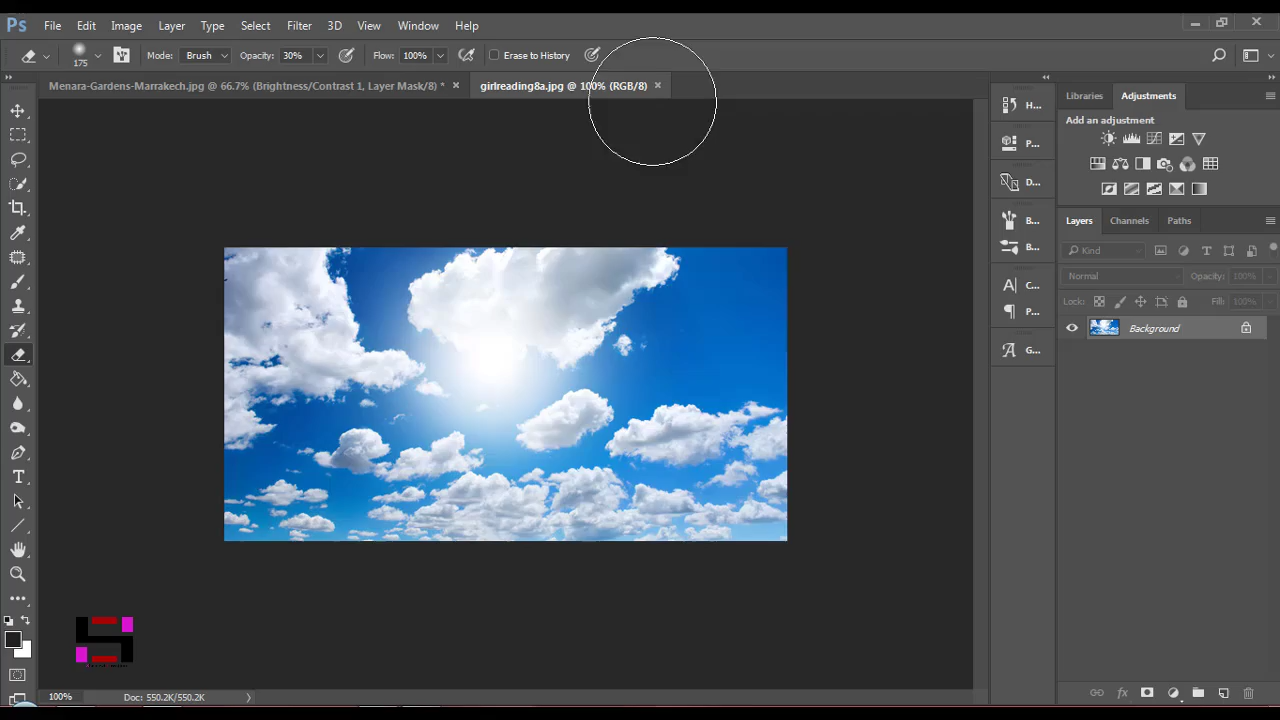 Ps File Edit Image Layer Type Select Filter 3D View Window Help
175 Mode: Brush Opacity: 30% Flow: 100% Erase to History
Menara-Gardens-Marrakech.jpg @ 66.7% (Brightness/Contrast 1, Layer Mask/8) * × girlreading8a.jpg @ 100% (RGB/8) ×
Libraries Adjustments
H...
Add an adjustment
P...
D...
B...
Layers Channels Paths
B...
Kind
Normal Opacity: 100%
C...
Lock: Fill: 100%
P...
Background
G...
100% Doc: 550.2K/550.2K